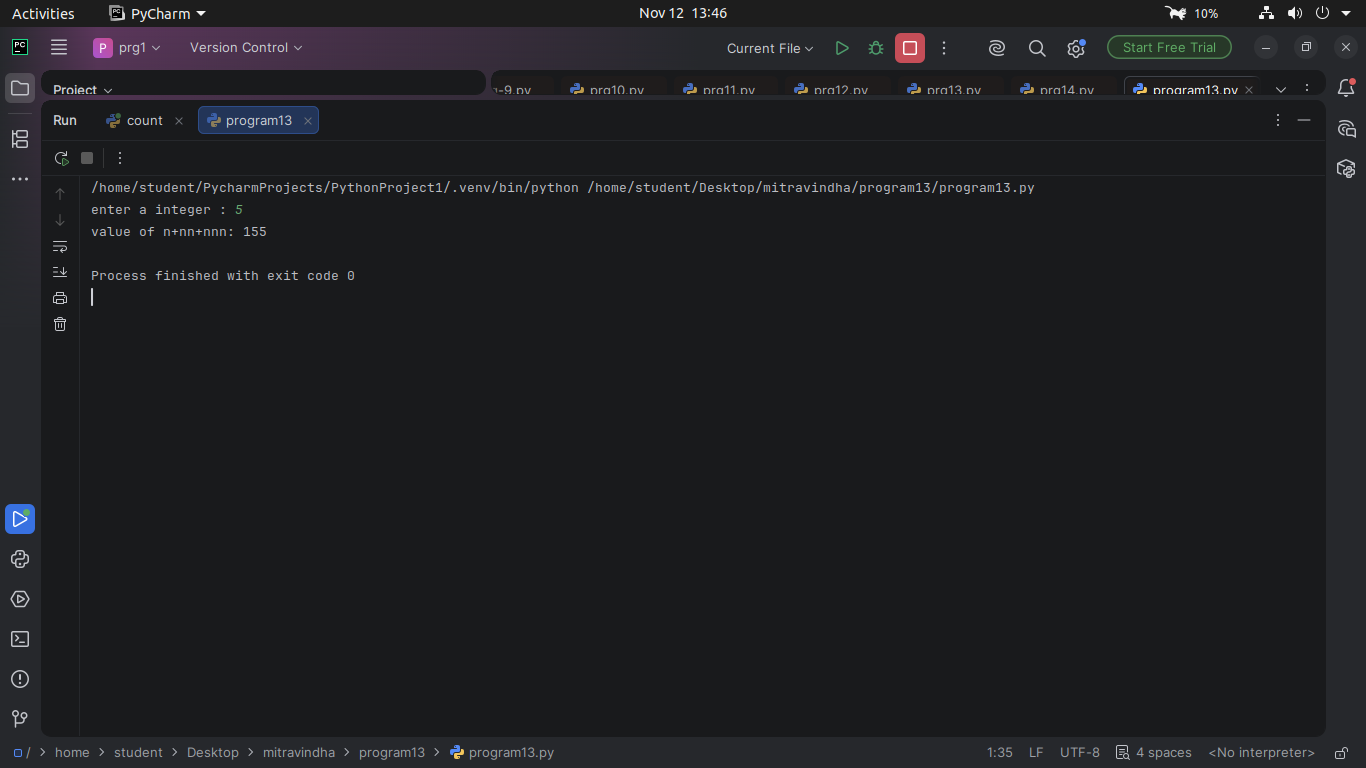 Activities PyCharm Nov 12 13:46 10%
PC P prg1 Version Control Current File Start Free Trial
Project g-9.py prg10.py prg11.py prg12.py prg13.py prg14.py program13.py
Run count program13
/home/student/PycharmProjects/PythonProject1/.venv/bin/python /home/student/Desktop/mitravindha/program13/program13.py
enter a integer : 5
value of n+nn+nnn: 155
Process finished with exit code 0
/ home student Desktop mitravindha program13 program13.py 1:35 LF UTF-8 4 spaces <No interpreter>